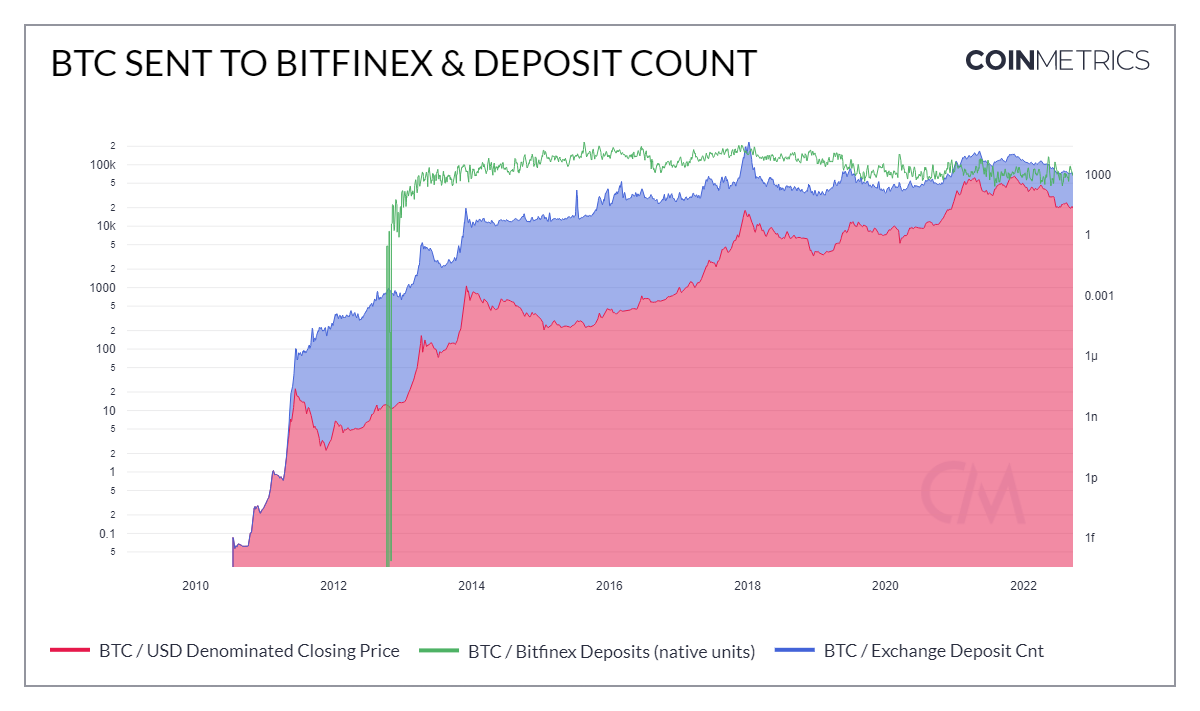 BTC SENT TO BITFINEX & DEPOSIT COUNT
COINMETRICS
2
100k
5
2
10k
5
2
1000
5
2
100
5
2
10
5
2
1
5
2
0.1
5
1000
1
0.001
1µ
1n
1p
1f
CM
2010 2012 2014 2016 2018 2020 2022
BTC / USD Denominated Closing Price BTC / Bitfinex Deposits (native units) BTC / Exchange Deposit Cnt